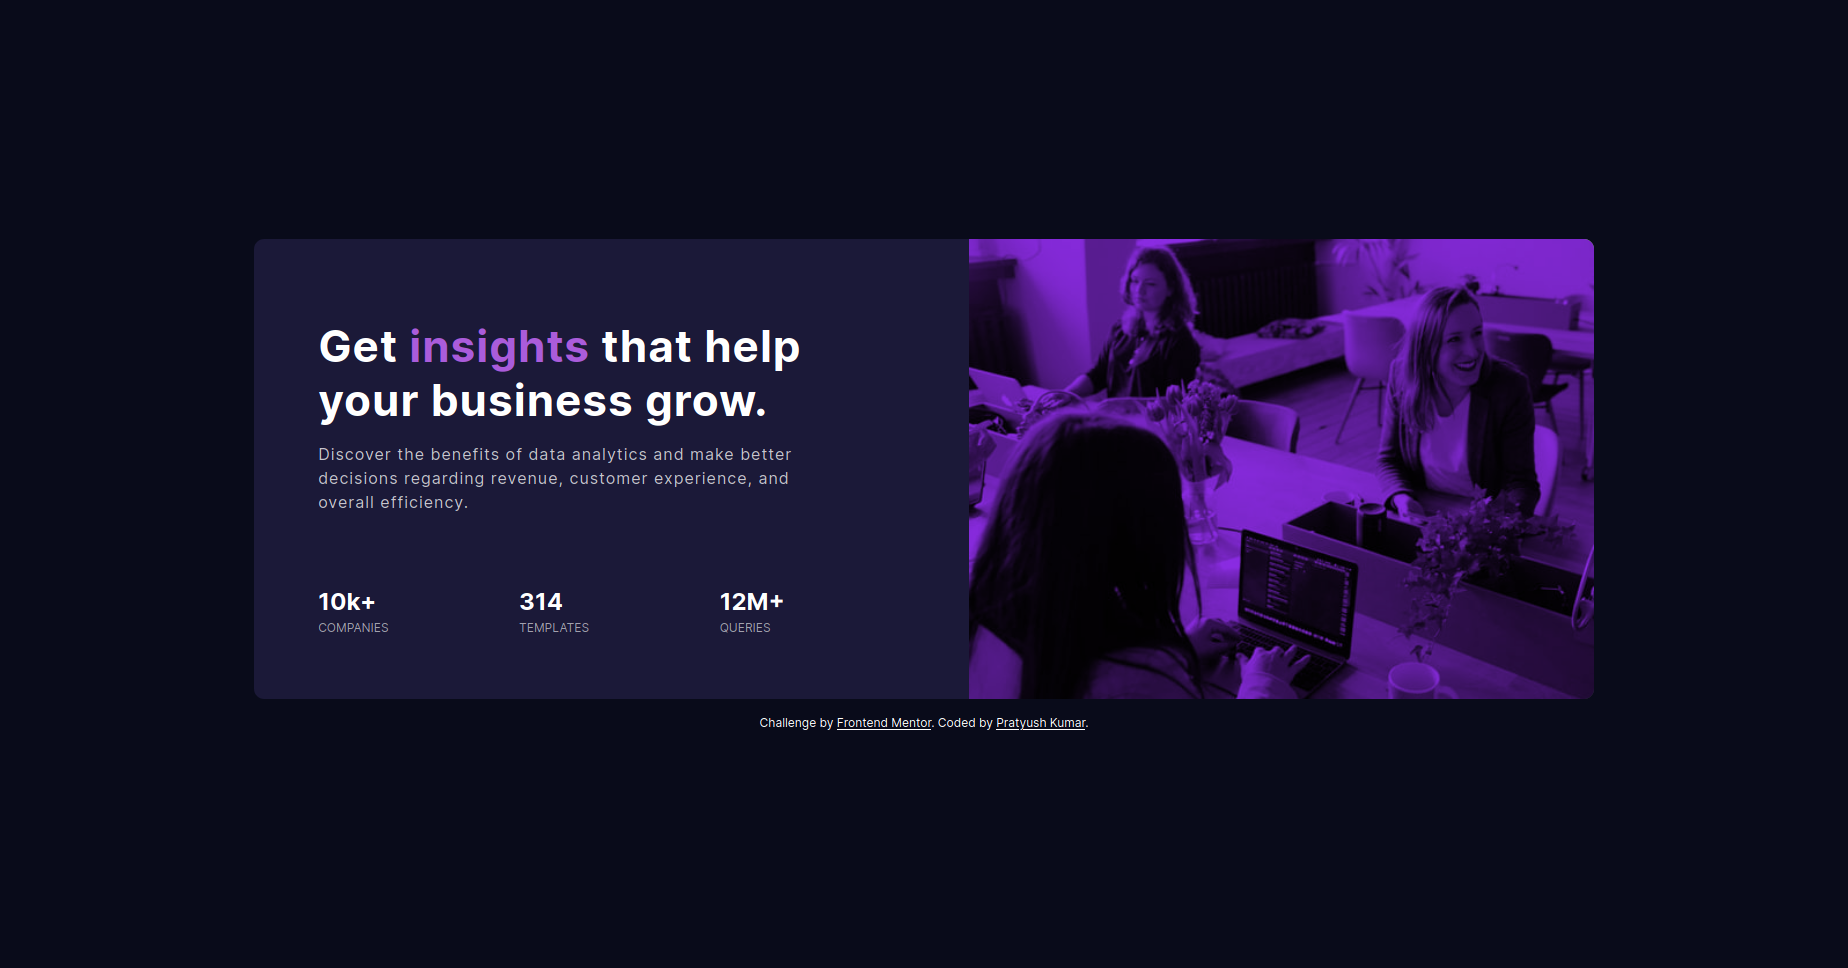 Get insights that help
your business grow.
Discover the benefits of data analytics and make better
decisions regarding revenue, customer experience, and
overall efficiency.
10k+
314
12M+
COMPANIES
TEMPLATES
QUERIES
Challenge by Frontend Mentor. Coded by Pratyush Kumar.